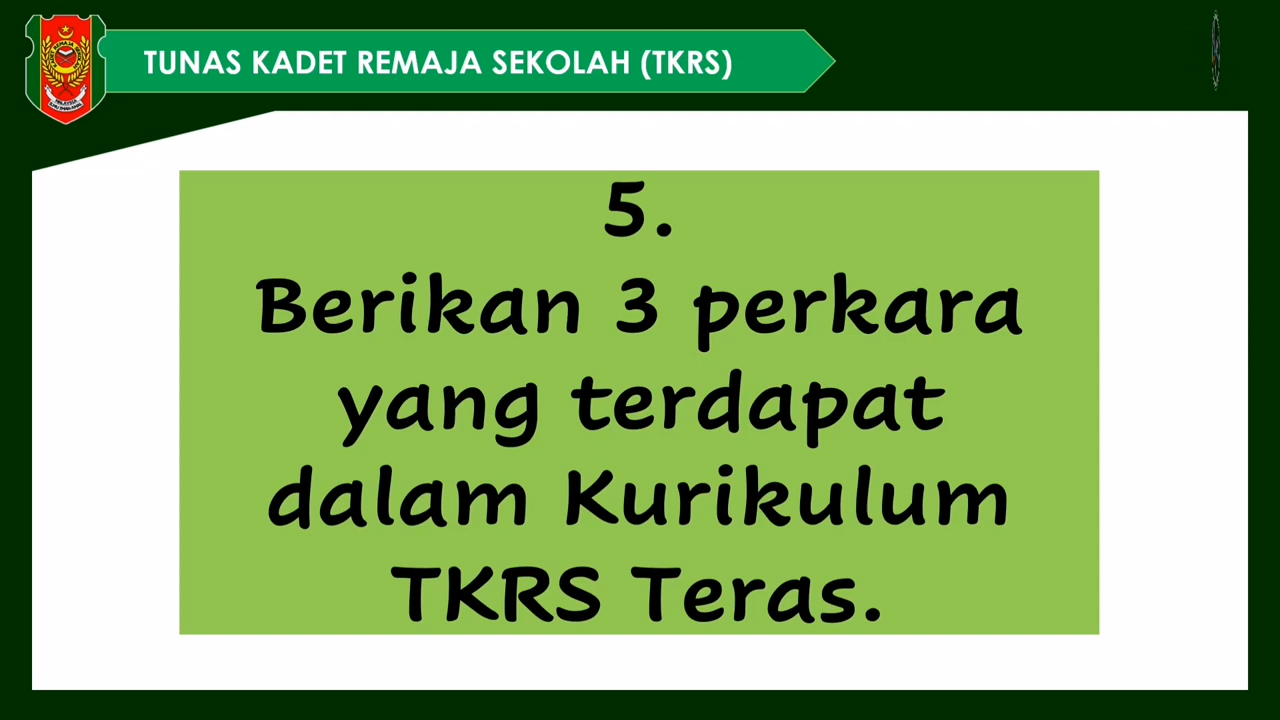 TUNAS KADET REMAJA SEKOLAH (TKRS)
5.
Berikan 3 perkara
yang terdapat
dalam Kurikulum
TKRS Teras.